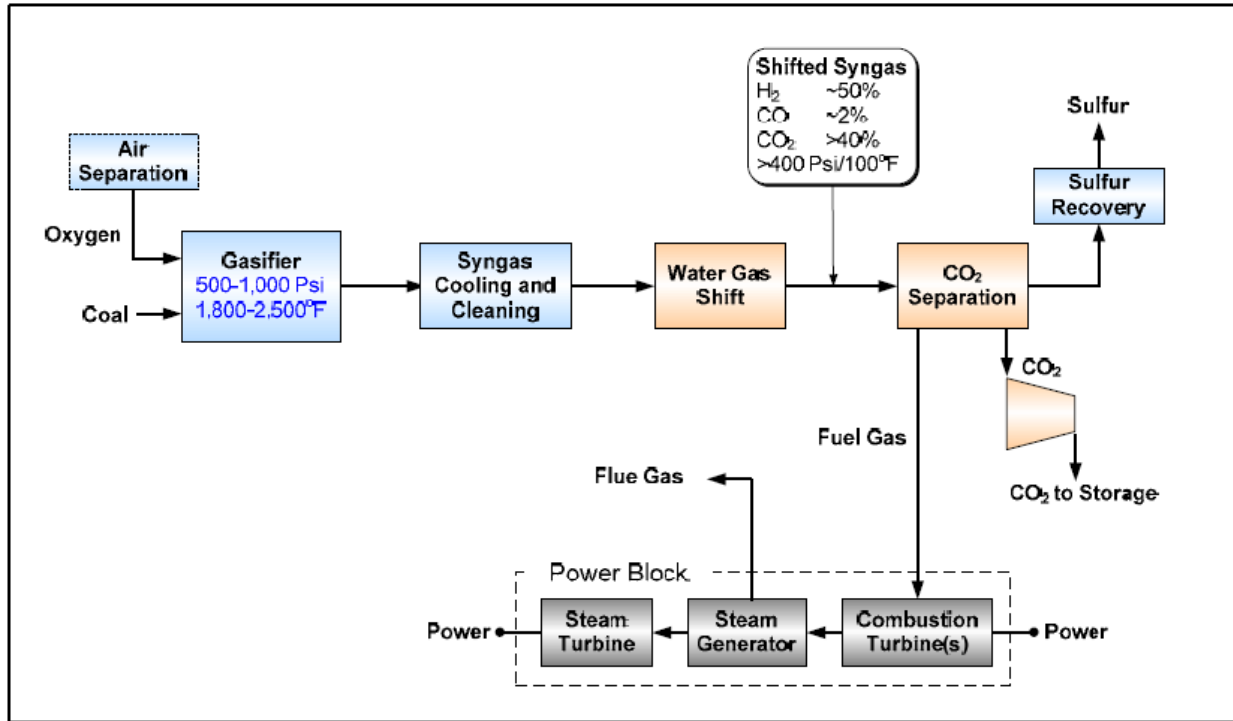 Shifted Syngas
H₂ ~50%
CO ~2%
CO₂ >40%
>400 Psi/100°F
Sulfur
Air
Separation
Sulfur
Recovery
Oxygen
Gasifier
500-1,000 Psi
1,800-2,500°F
Coal
Syngas
Cooling and
Cleaning
Water Gas
Shift
CO₂
Separation
CO₂
Fuel Gas
CO₂ to Storage
Flue Gas
Power Block
Power
Steam
Turbine
Steam
Generator
Combustion
Turbine(s)
Power